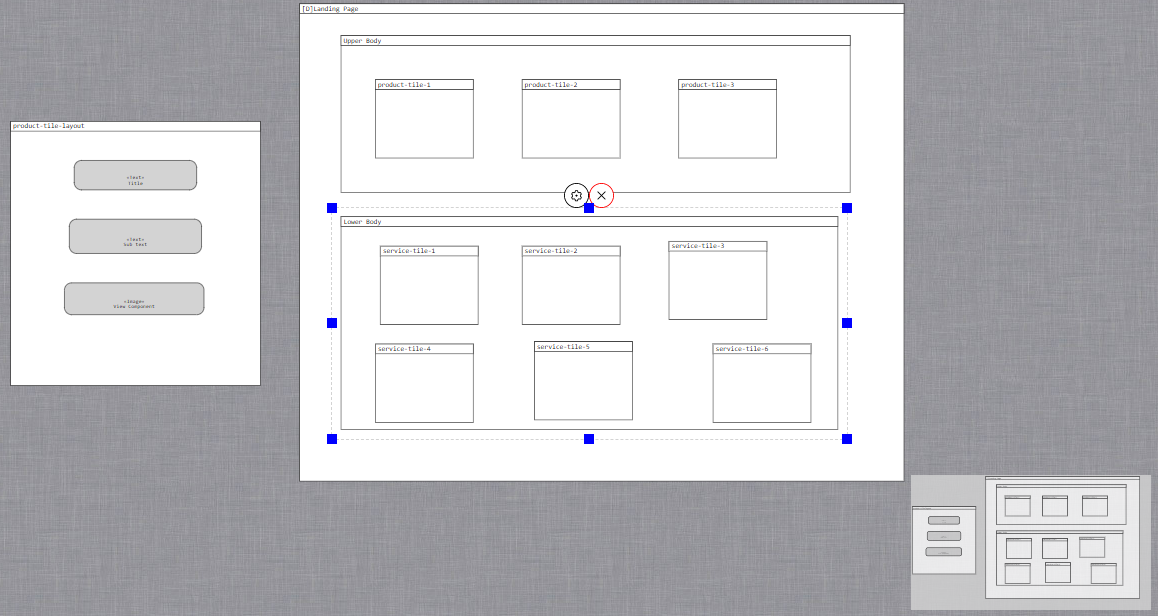 [D]Landing Page
Upper Body
product-tile-1
product-tile-2
product-tile-3
product-tile-layout
«Text»
Title
«Text»
Sub text
«image»
View Component
Lower Body
service-tile-1
service-tile-2
service-tile-3
service-tile-4
service-tile-5
service-tile-6